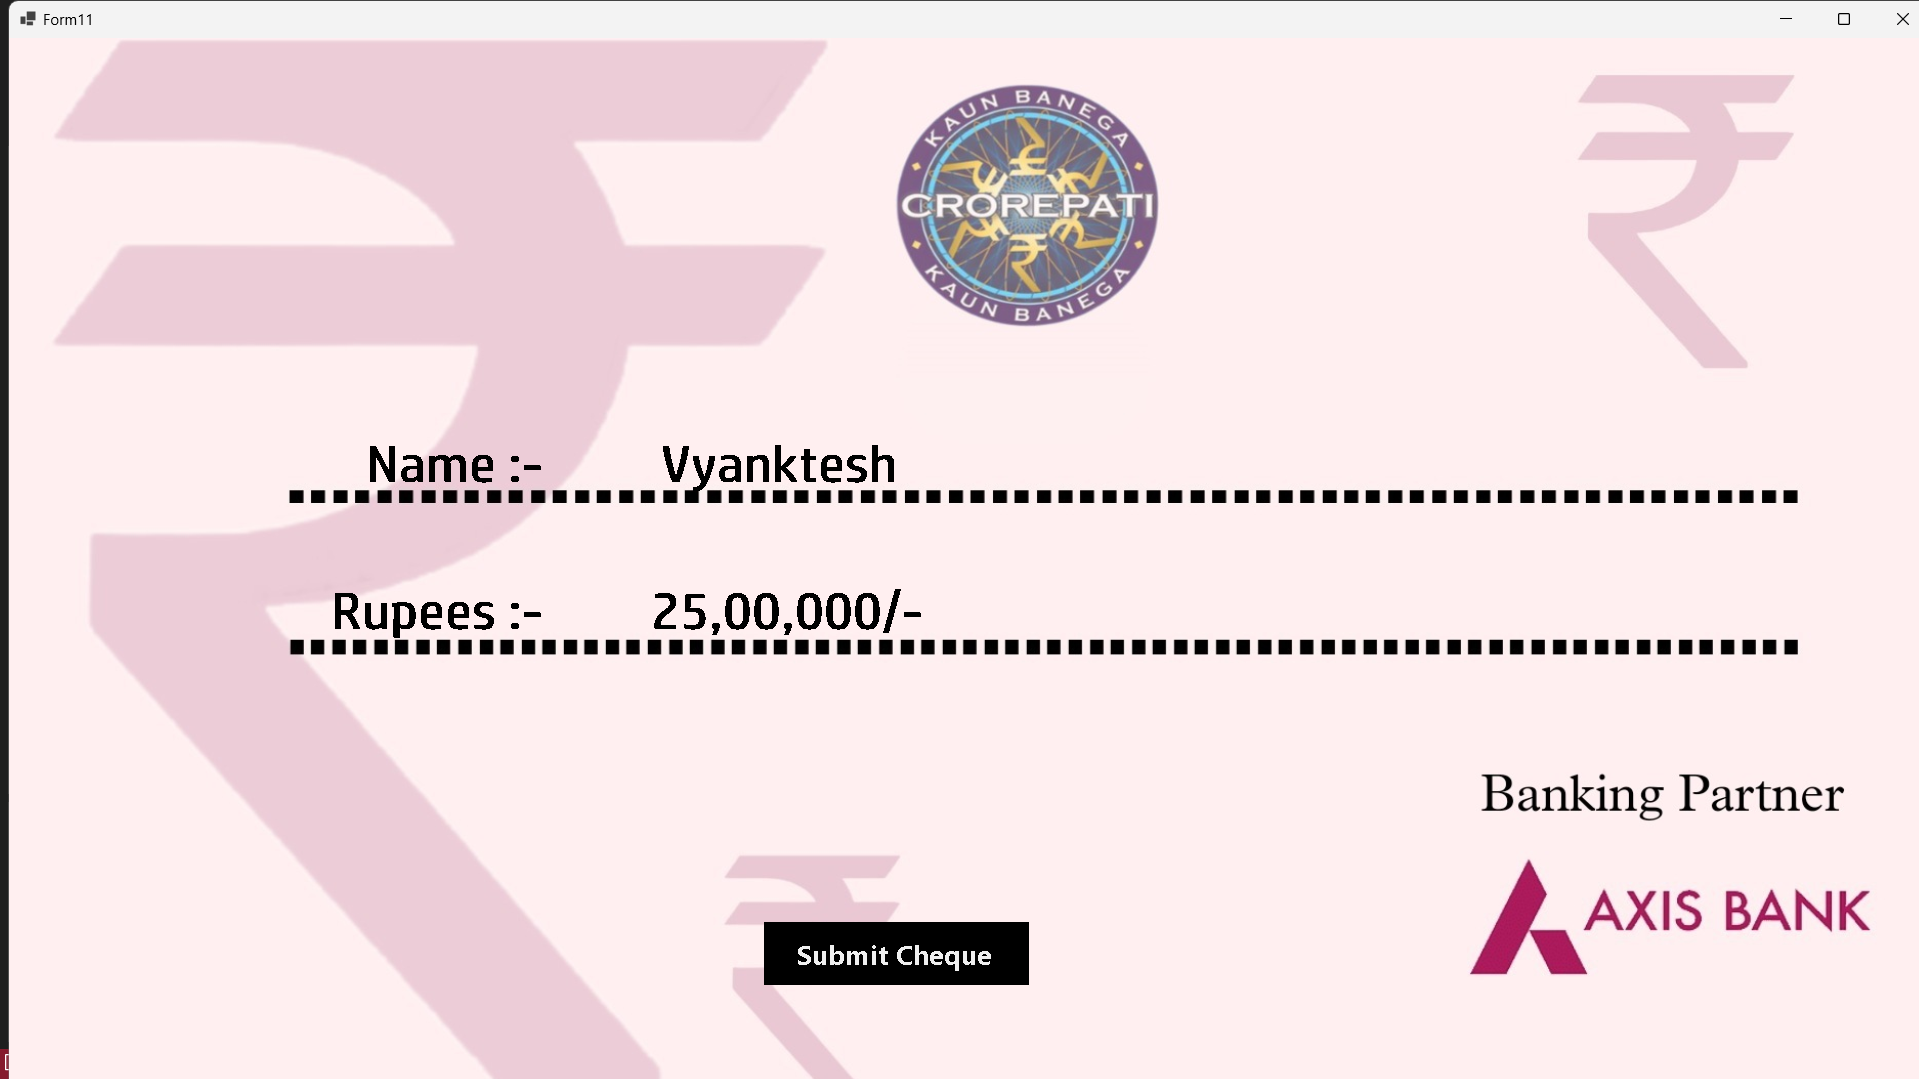 Form11
KAUN BANEGA
CROREPATI
KAUN BANEGA
Name :- Vyanktesh
Rupees :- 25,00,000/-
Banking Partner
AXIS BANK
Submit Cheque